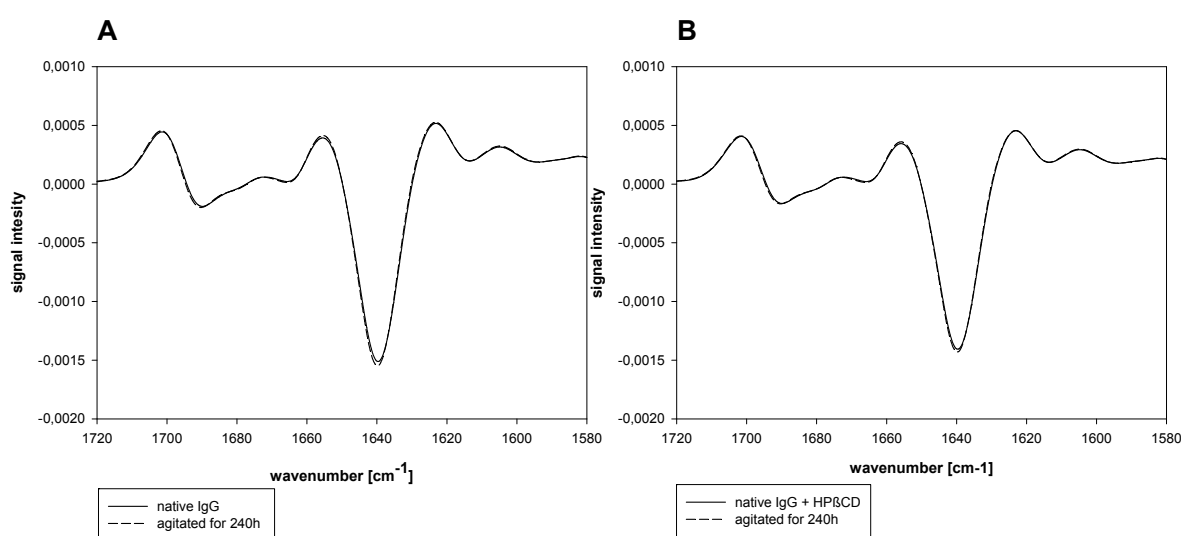 A
0,0010
0,0005
0,0000
-0,0005
-0,0010
-0,0015
-0,0020
signal intesity
1720 1700 1680 1660 1640 1620 1600 1580
wavenumber [cm-1]
native IgG
agitated for 240h
B
0,0010
0,0005
0,0000
-0,0005
-0,0010
-0,0015
-0,0020
signal intensity
1720 1700 1680 1660 1640 1620 1600 1580
wavenumber [cm-1]
native IgG + HPßCD
agitated for 240h